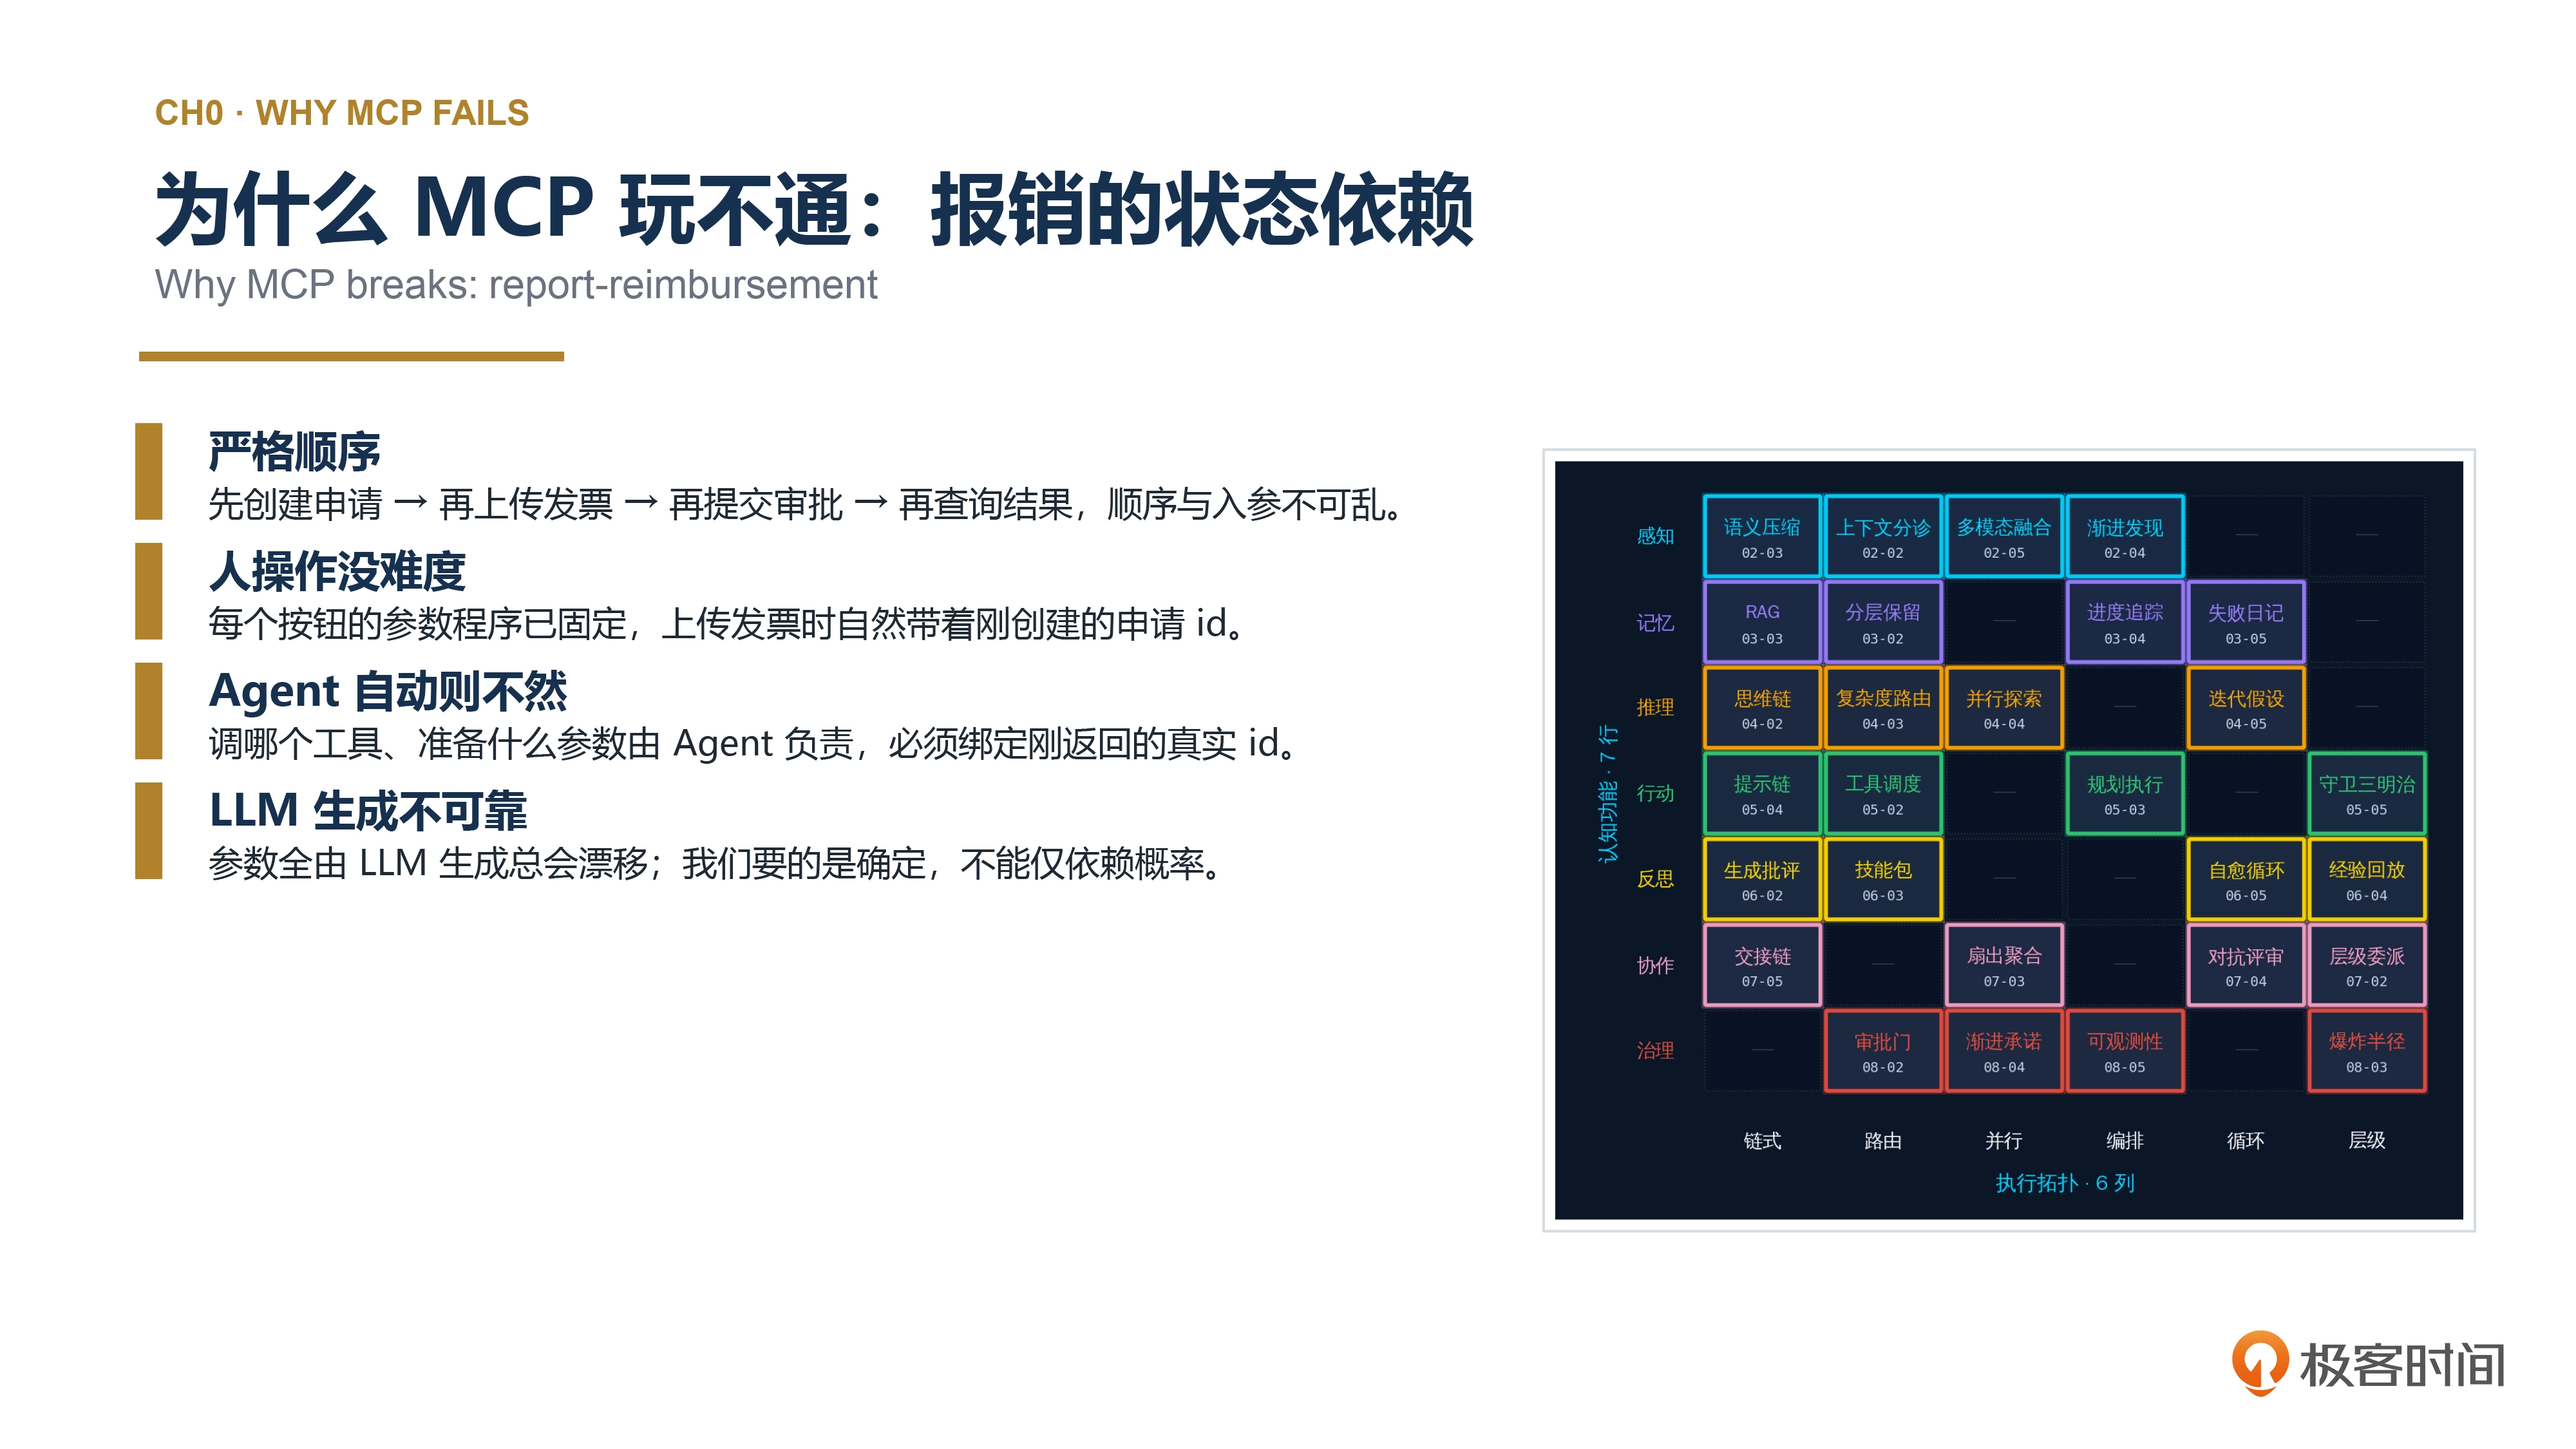 CH0 · WHY MCP FAILS
为什么 MCP 玩不通：报销的状态依赖
Why MCP breaks: report-reimbursement
严格顺序
先创建申请 → 再上传发票 → 再提交审批 → 再查询结果，顺序与入参不可乱。
人操作没难度
每个按钮的参数程序已固定，上传发票时自然带着刚创建的申请 id。
Agent 自动则不然
调哪个工具、准备什么参数由 Agent 负责，必须绑定刚返回的真实 id。
LLM 生成不可靠
参数全由 LLM 生成总会漂移；我们要的是确定，不能仅依赖概率。
认知功能 · 7 行
感知 语义压缩 上下文分诊 多模态融合 渐进发现 — —
02-03 02-02 02-05 02-04
记忆 RAG 分层保留 — 进度追踪 失败日记 —
03-03 03-02 03-04 03-05
推理 思维链 复杂度路由 并行探索 — 迭代假设 —
04-02 04-03 04-04 04-05
行动 提示链 工具调度 — 规划执行 — 守卫三明治
05-04 05-02 05-03 05-05
反思 生成批评 技能包 — — 自愈循环 经验回放
06-02 06-03 06-05 06-04
协作 交接链 — 扇出聚合 — 对抗评审 层级委派
07-05 07-03 07-04 07-02
治理 — 审批门 渐进承诺 可观测性 — 爆炸半径
08-02 08-04 08-05 08-03
链式 路由 并行 编排 循环 层级
执行拓扑 · 6 列
极客时间